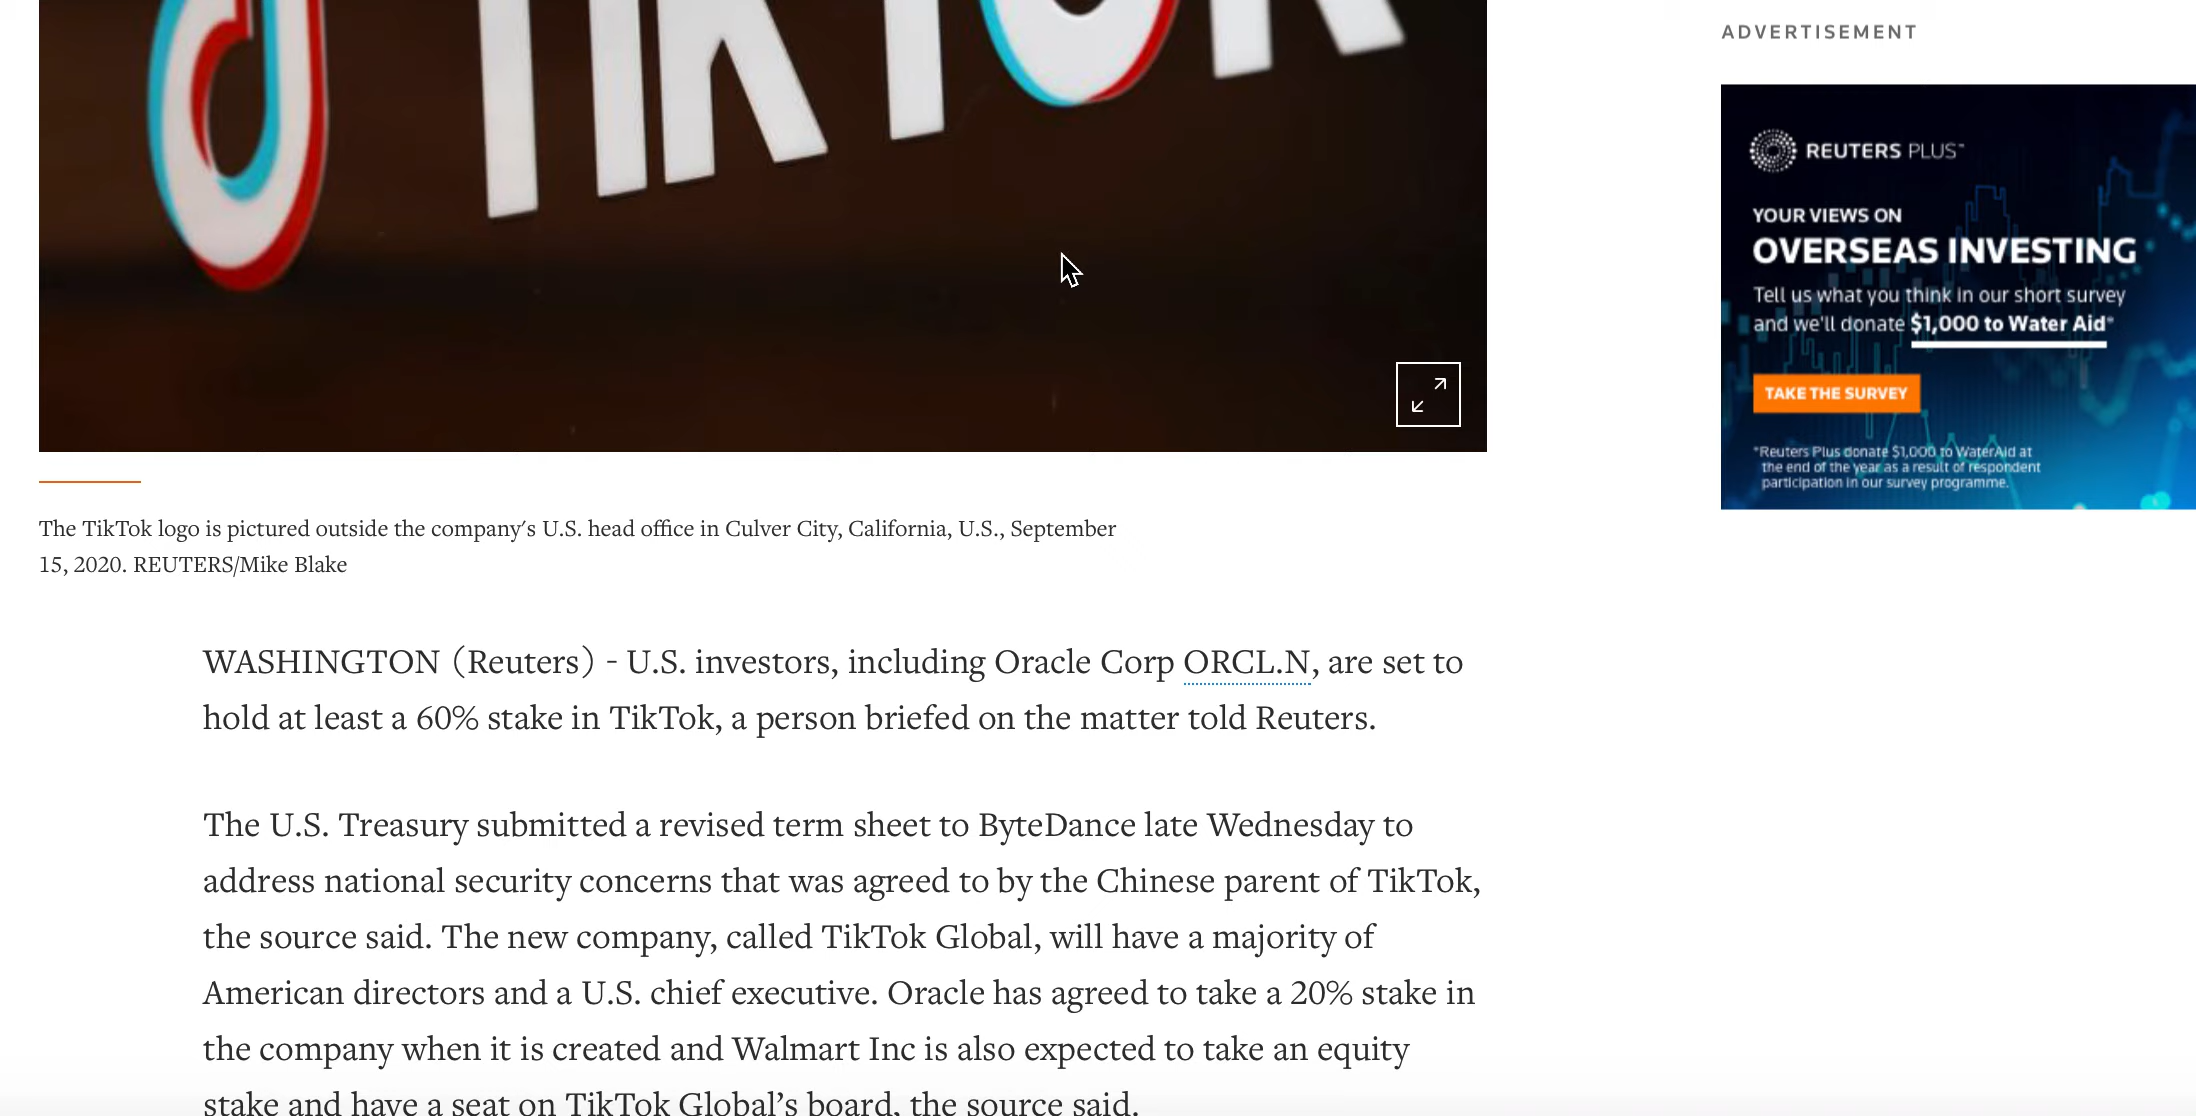 TikTok
The TikTok logo is pictured outside the company's U.S. head office in Culver City, California, U.S., September
15, 2020. REUTERS/Mike Blake
WASHINGTON (Reuters) - U.S. investors, including Oracle Corp ORCL.N, are set to
hold at least a 60% stake in TikTok, a person briefed on the matter told Reuters.
The U.S. Treasury submitted a revised term sheet to ByteDance late Wednesday to
address national security concerns that was agreed to by the Chinese parent of TikTok,
the source said. The new company, called TikTok Global, will have a majority of
American directors and a U.S. chief executive. Oracle has agreed to take a 20% stake in
the company when it is created and Walmart Inc is also expected to take an equity
stake and have a seat on TikTok Global's board, the source said.
ADVERTISEMENT
REUTERS PLUS™
YOUR VIEWS ON
OVERSEAS INVESTING
Tell us what you think in our short survey
and we'll donate $1,000 to Water Aid*
TAKE THE SURVEY
*Reuters Plus donate $1,000 to WaterAid at
the end of the year as a result of respondent
participation in our survey programme.